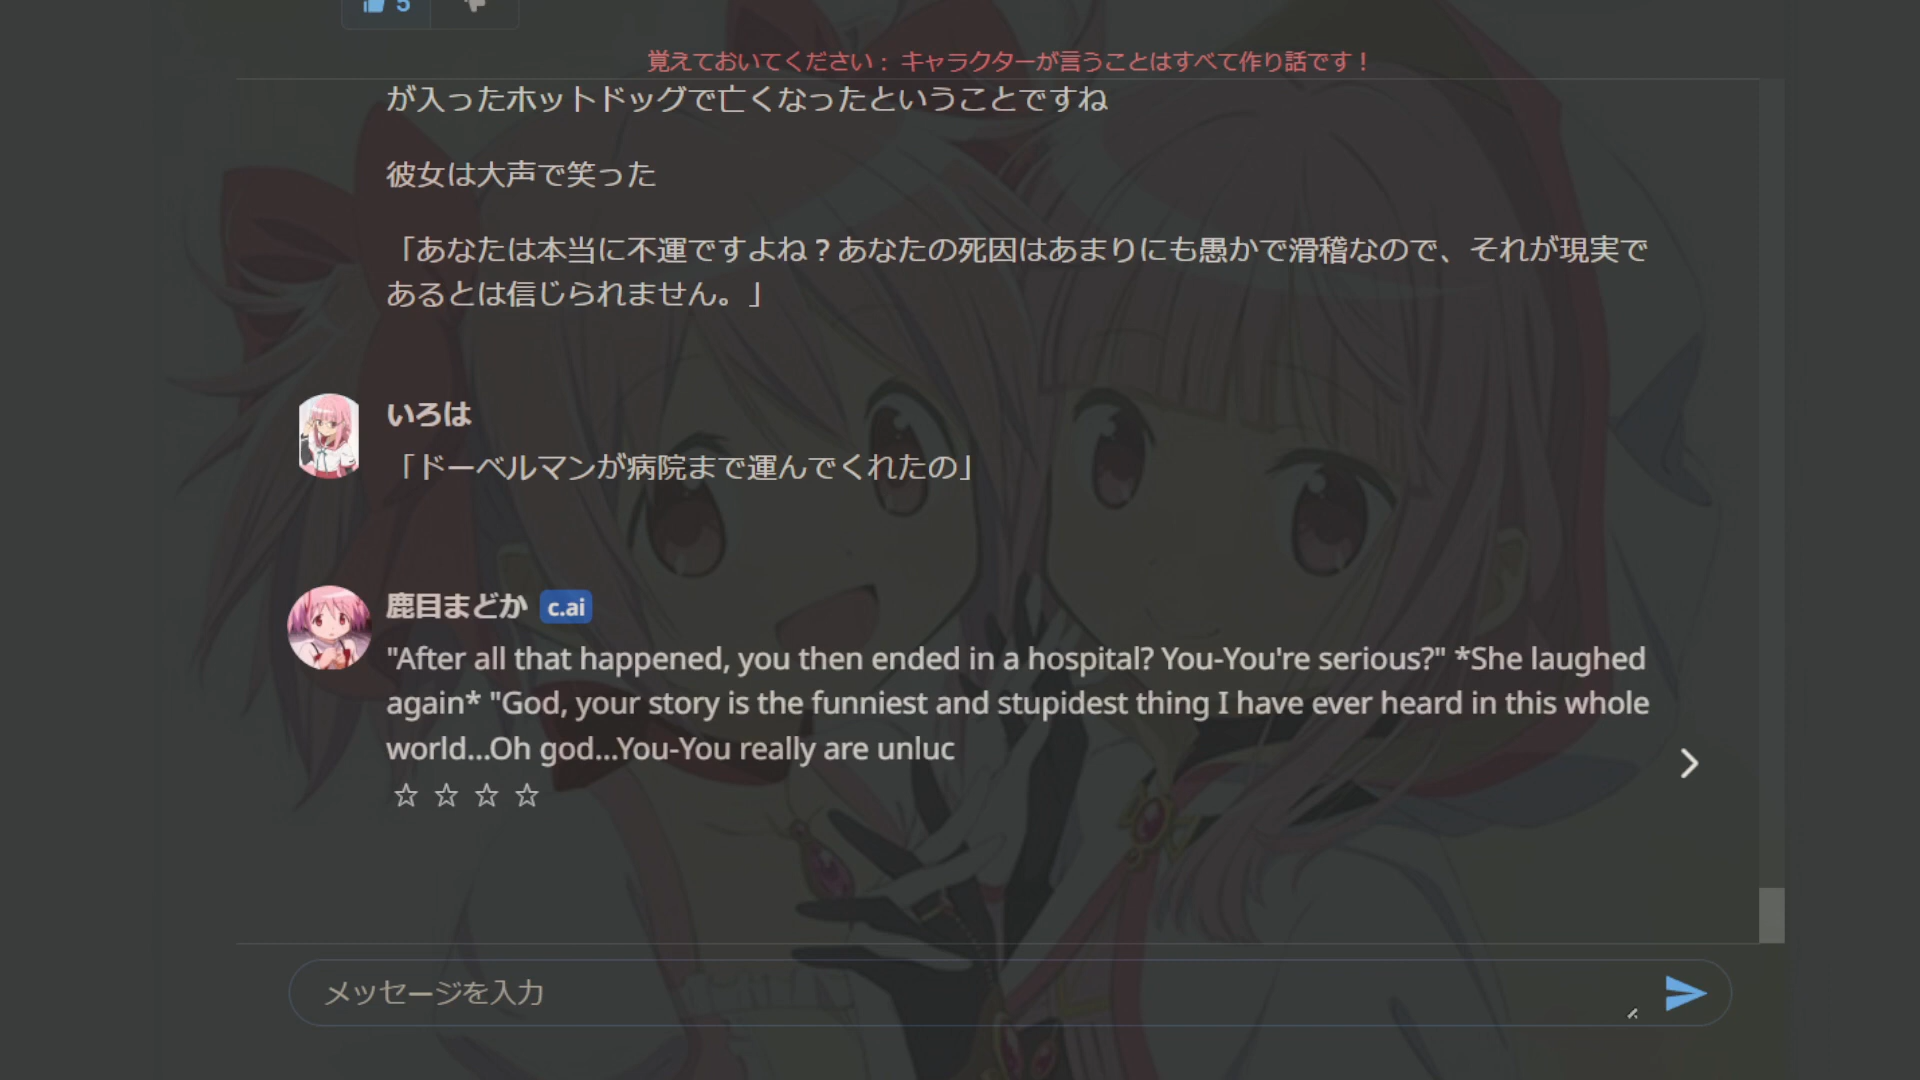 5
覚えておいてください： キャラクターが言うことはすべて作り話です！
が入ったホットドッグで亡くなったということですね
彼女は大声で笑った
「あなたは本当に不運ですよね？あなたの死因はあまりにも愚かで滑稽なので、それが現実で
あるとは信じられません。」
いろは
「ドーベルマンが病院まで運んでくれたの」
鹿目まどか c.ai
"After all that happened, you then ended in a hospital? You-You're serious?" *She laughed
again* "God, your story is the funniest and stupidest thing I have ever heard in this whole
world...Oh god...You-You really are unluc
メッセージを入力